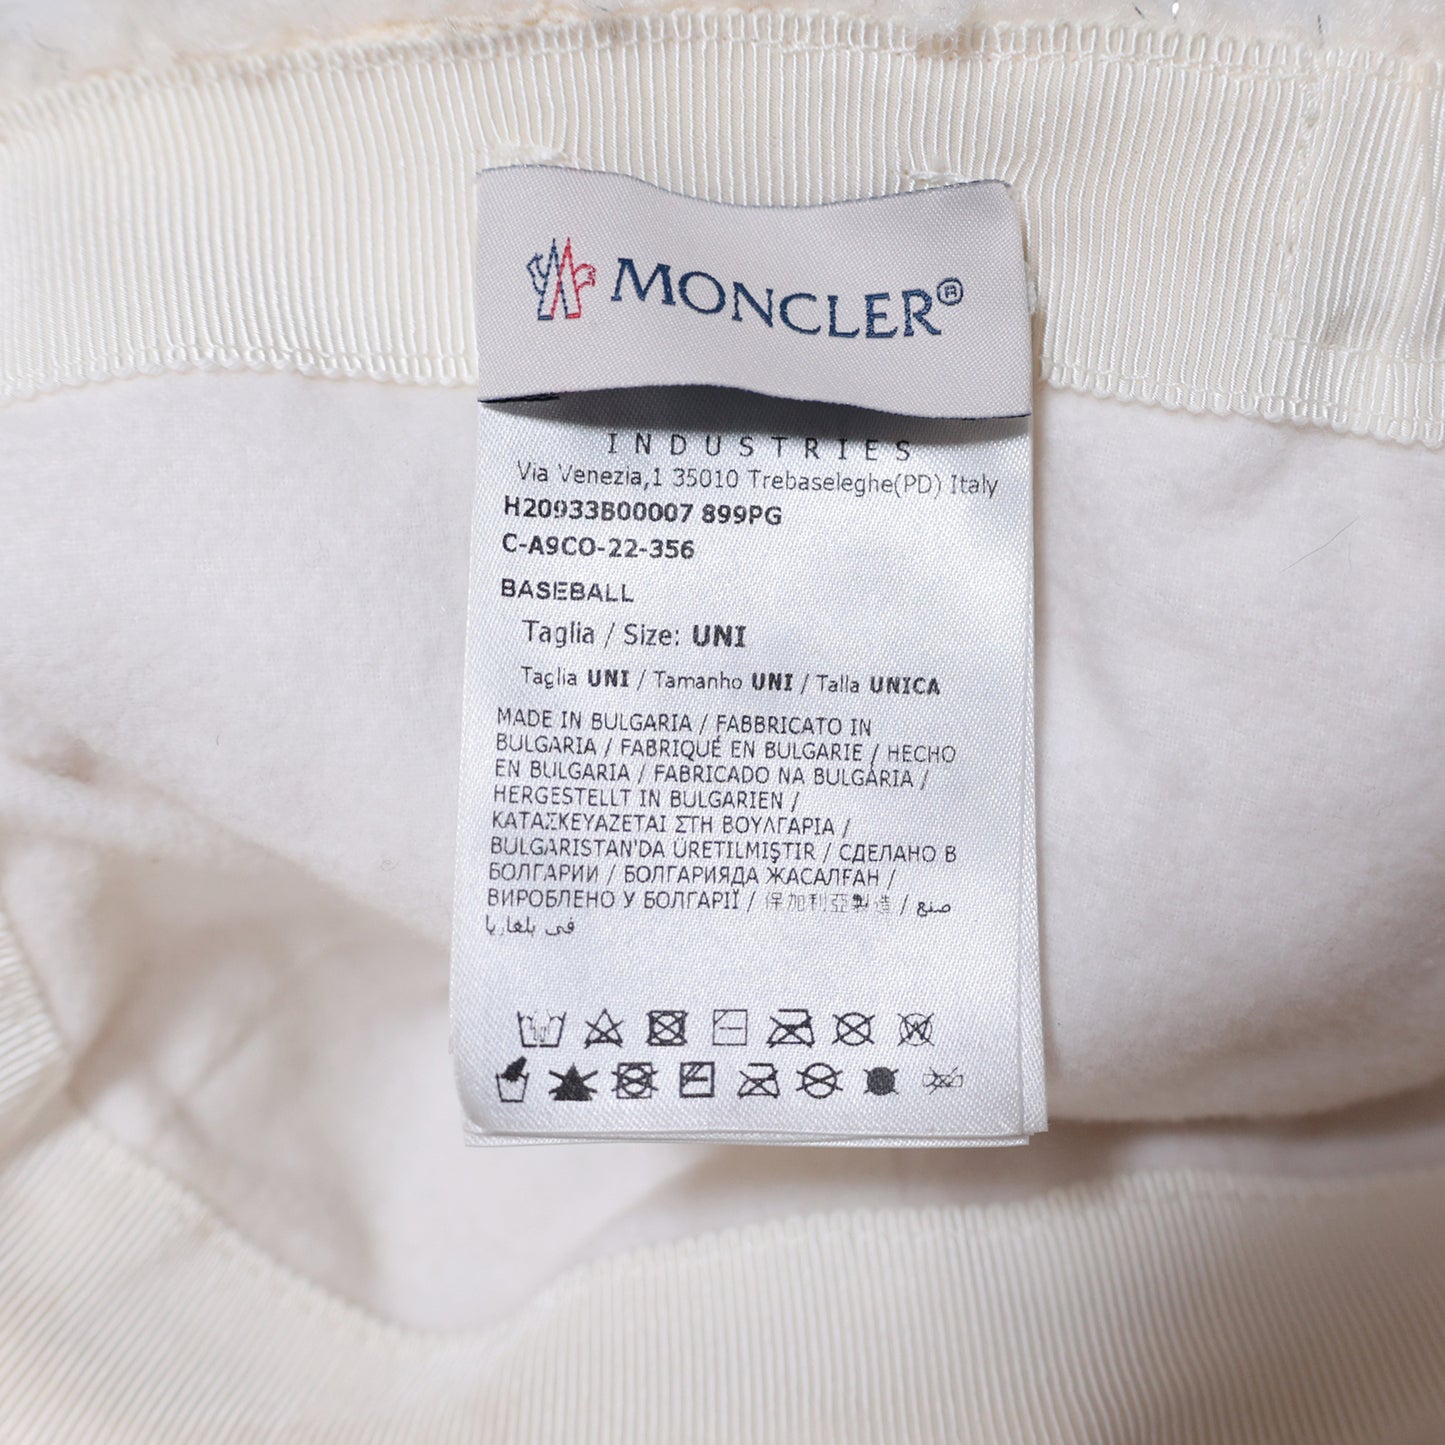 MONCLER®
INDUSTRIES
Via Venezia,1 35010 Trebaseleghe(PD) Italy
H20933B00007 899PG
C-A9CO-22-356
BASEBALL
Taglia / Size: UNI
Taglia UNI / Tamanho UNI / Talla UNICA
MADE IN BULGARIA / FABBRICATO IN
BULGARIA / FABRIQUÉ EN BULGARIE / HECHO
EN BULGARIA / FABRICADO NA BULGÁRIA /
HERGESTELLT IN BULGARIEN /
ΚΑΤΑΣΚΕΥΑΖΕΤΑΙ ΣΤΗ ΒΟΥΛΓΑΡΙΑ /
BULGARISTAN'DA ÜRETILMIŞTIR / СДЕЛАНО В
БОЛГАРИИ / БОЛГАРИЯДА ЖАСАЛҒАН /
ВИРОБЛЕНО У БОЛГАРІЇ / 保加利亞製造 / صنع
في بلغاريا